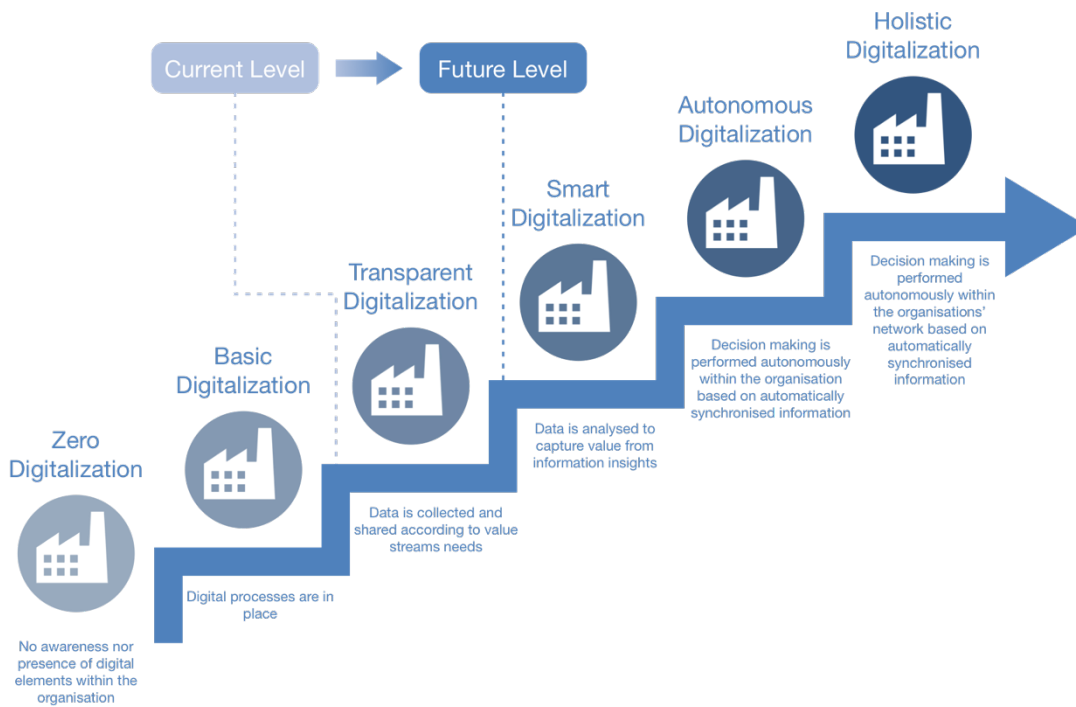 Current Level
Future Level
Holistic
Digitalization
Autonomous
Digitalization
Smart
Digitalization
Transparent
Digitalization
Basic
Digitalization
Zero
Digitalization
Decision making is
performed
autonomously within
the organisations'
network based on
automatically
synchronised
information
Decision making is
performed autonomously
within the organisation
based on automatically
synchronised information
Data is analysed to
capture value from
information insights
Data is collected and
shared according to value
streams needs
Digital processes are in
place
No awareness nor
presence of digital
elements within the
organisation